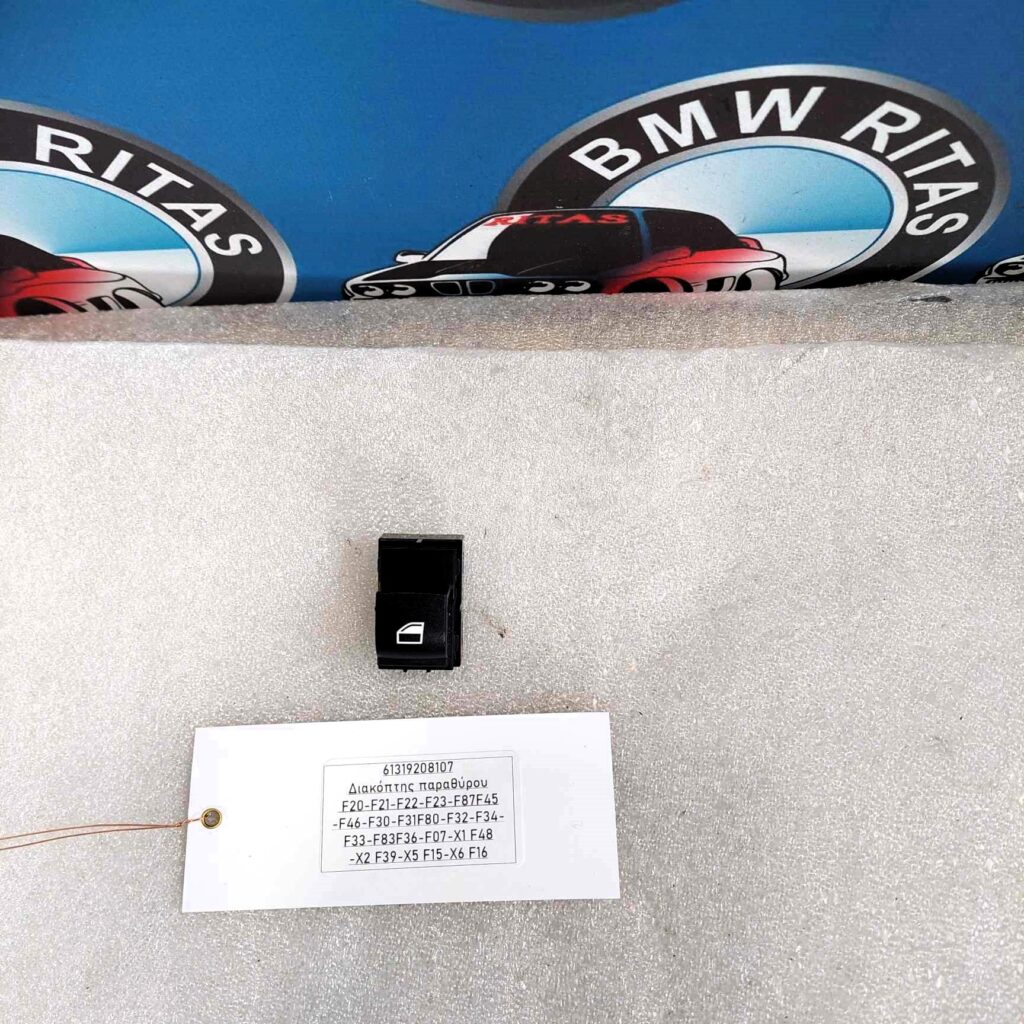 RITAS
BMW RITAS
RITAS
61319208107
Διακόπτης παραθύρου
F20-F21-F22-F23-F87F45
-F46-F30-F31F80-F32-F34-
F33-F83F36-F07-X1 F48
-X2 F39-X5 F15-X6 F16